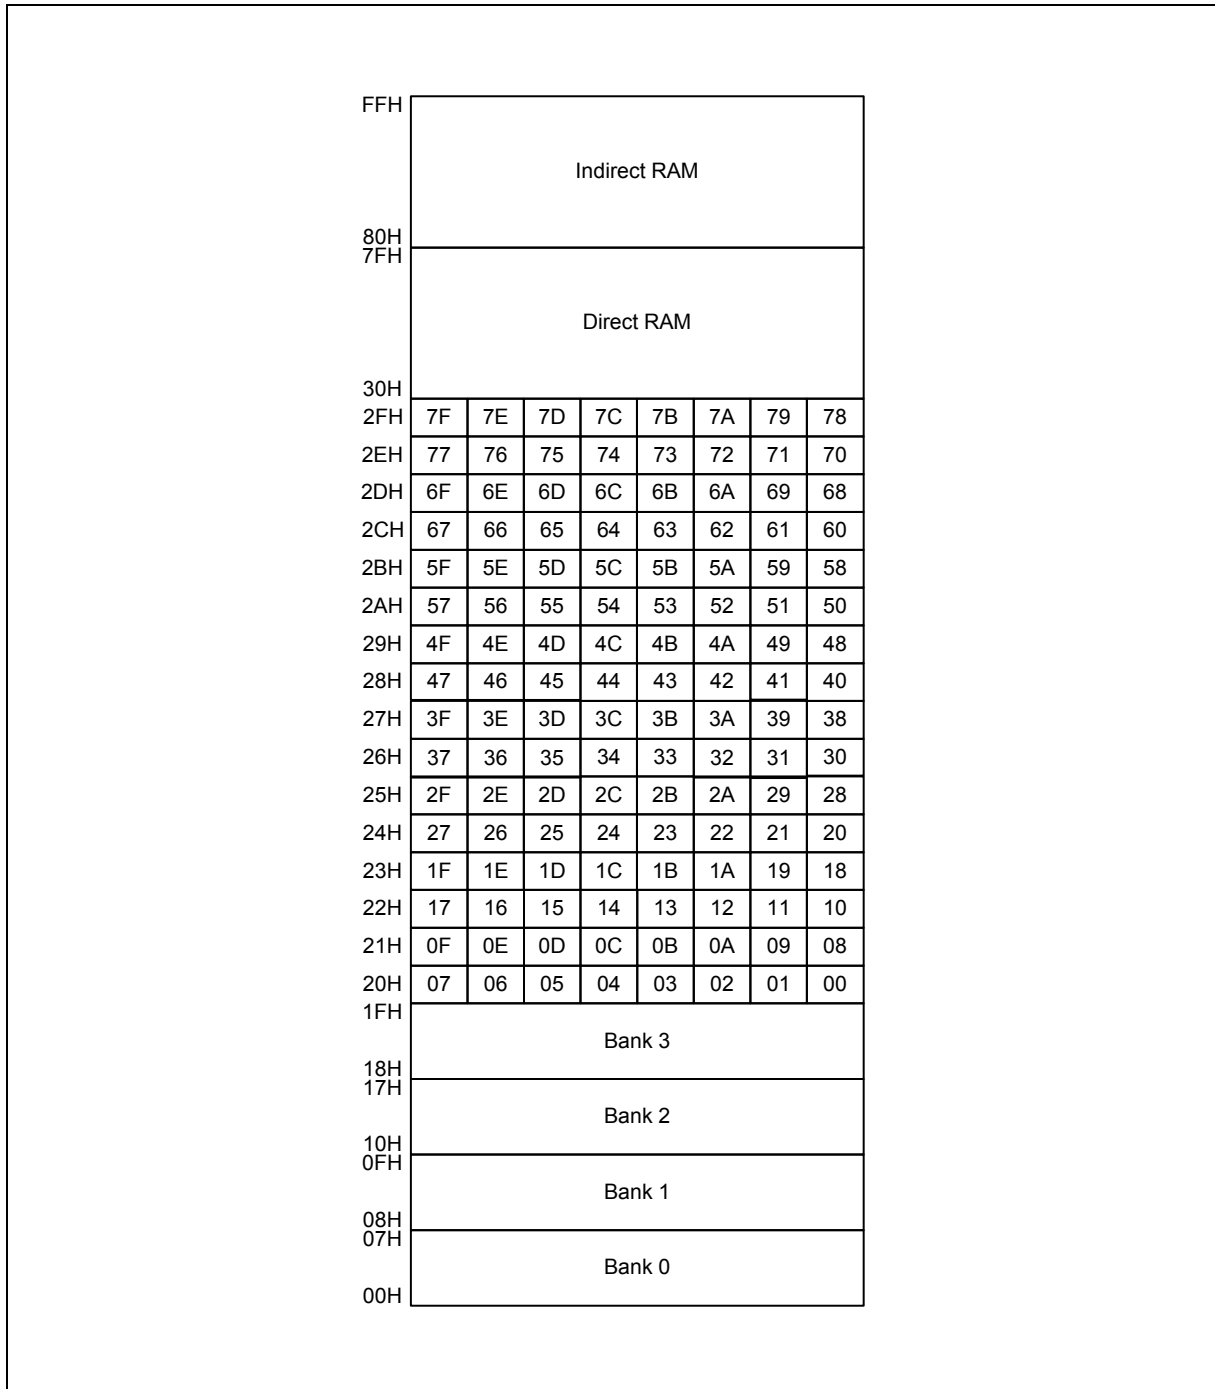 FFH
Indirect RAM
80H
7FH
Direct RAM
30H
2FH 7F 7E 7D 7C 7B 7A 79 78
2EH 77 76 75 74 73 72 71 70
2DH 6F 6E 6D 6C 6B 6A 69 68
2CH 67 66 65 64 63 62 61 60
2BH 5F 5E 5D 5C 5B 5A 59 58
2AH 57 56 55 54 53 52 51 50
29H 4F 4E 4D 4C 4B 4A 49 48
28H 47 46 45 44 43 42 41 40
27H 3F 3E 3D 3C 3B 3A 39 38
26H 37 36 35 34 33 32 31 30
25H 2F 2E 2D 2C 2B 2A 29 28
24H 27 26 25 24 23 22 21 20
23H 1F 1E 1D 1C 1B 1A 19 18
22H 17 16 15 14 13 12 11 10
21H 0F 0E 0D 0C 0B 0A 09 08
20H 07 06 05 04 03 02 01 00
1FH
Bank 3
18H
17H
Bank 2
10H
0FH
Bank 1
08H
07H
Bank 0
00H